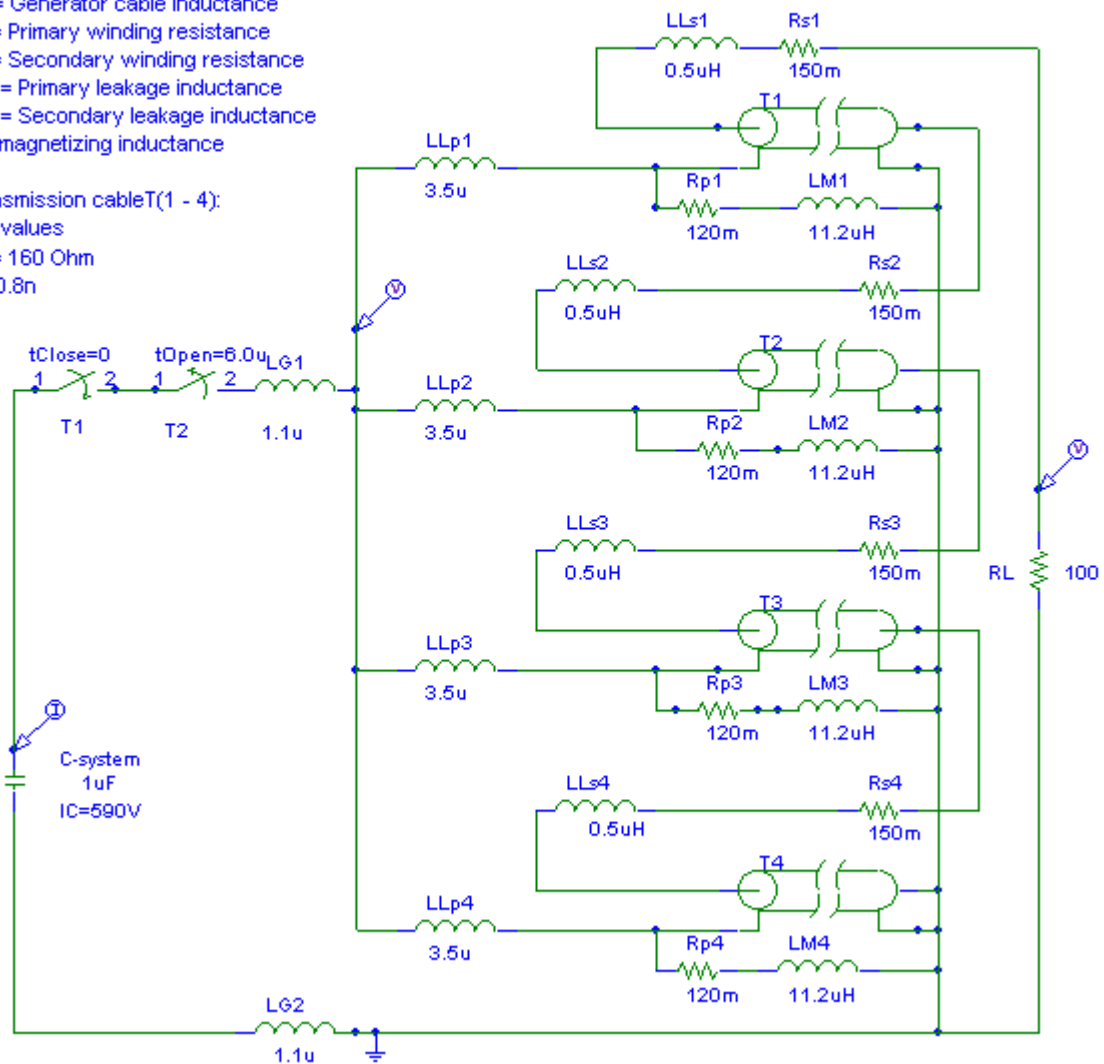 = Generator cable inductance
= Primary winding resistance
= Secondary winding resistance
= Primary leakage inductance
= Secondary leakage inductance
magnetizing inductance
smission cableT(1 - 4):
values
= 160 Ohm
0.8n
LLs1
0.5uH
Rs1
150m
T1
LLp1
3.5u
Rp1
120m
LM1
11.2uH
LLs2
0.5uH
Rs2
150m
V
tClose=0
1 2
T1
tOpen=6.0u
1 2
T2
LG1
1.1u
T2
LLp2
3.5u
Rp2
120m
LM2
11.2uH
V
LLs3
0.5uH
Rs3
150m
RL
100
T3
LLp3
3.5u
Rp3
120m
LM3
11.2uH
I
C-system
1uF
IC=590V
LLs4
0.5uH
Rs4
150m
T4
LLp4
3.5u
Rp4
120m
LM4
11.2uH
LG2
1.1u